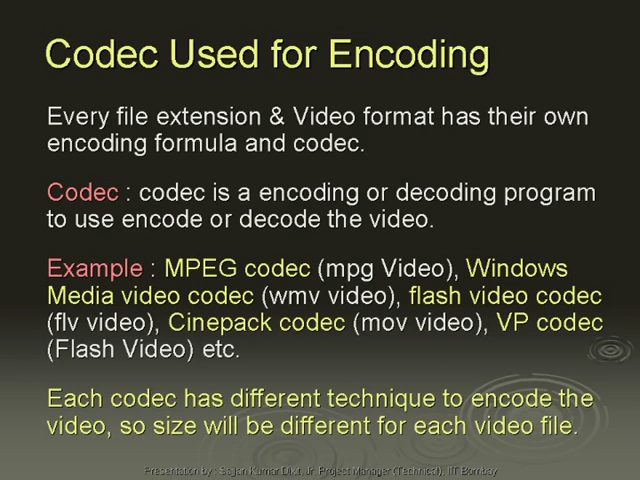 Codec Used for Encoding
Every file extension & Video format has their own
encoding formula and codec.
Codec : codec is a encoding or decoding program
to use encode or decode the video.
Example : MPEG codec (mpg Video), Windows
Media video codec (wmv video), flash video codec
(flv video), Cinepack codec (mov video), VP codec
(Flash Video) etc.
Each codec has different technique to encode the
video, so size will be different for each video file.
Presentation by : Sajjan Kumar Dixit, Jr. Project Manager (Technical), IIT Bombay